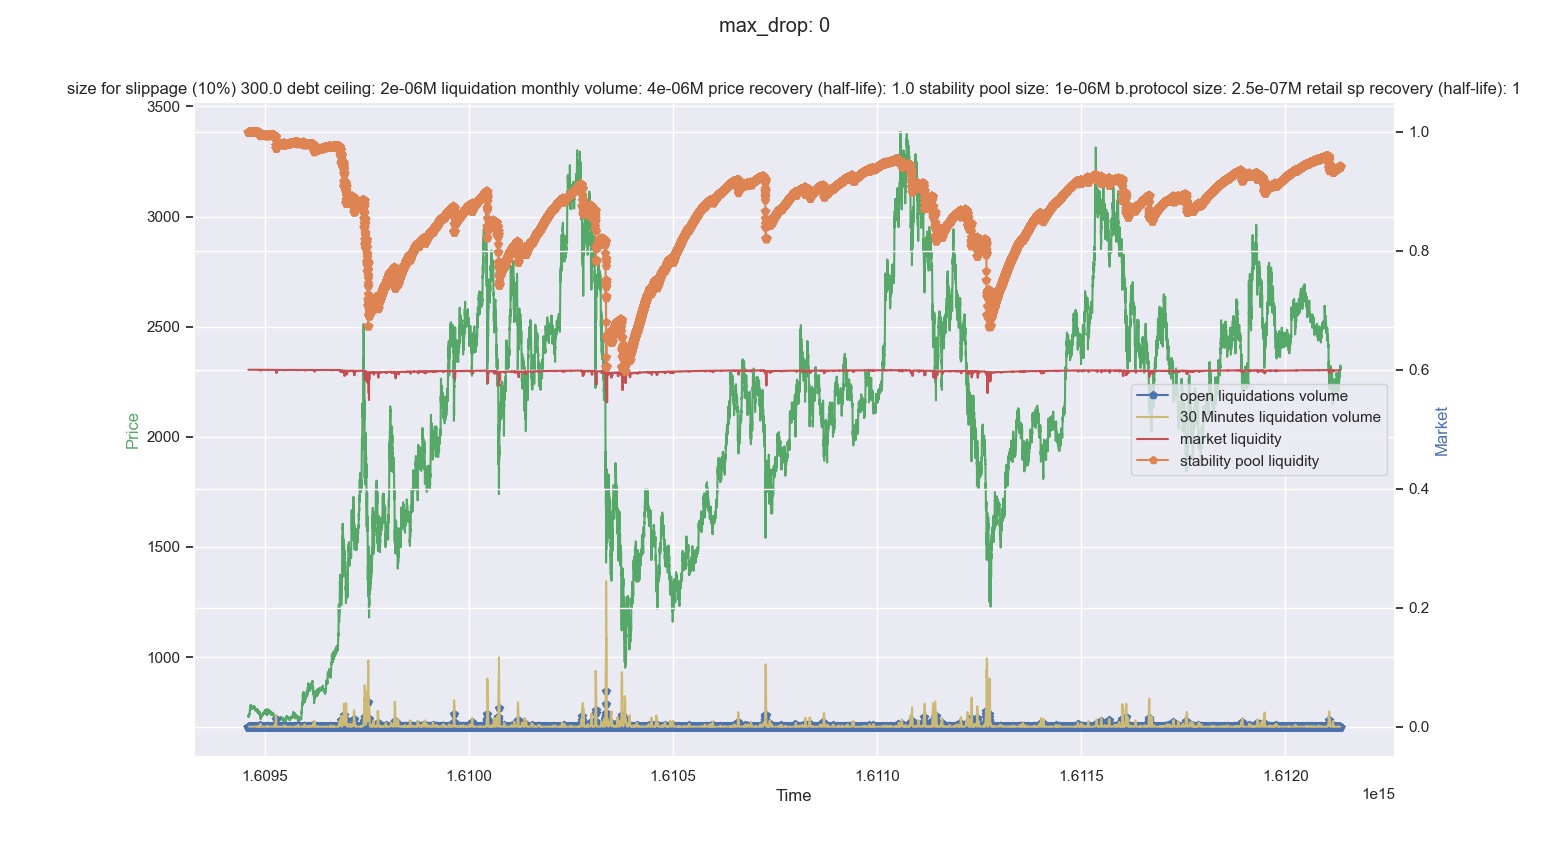 max_drop: 0
size for slippage (10%) 300.0 debt ceiling: 2e-06M liquidation monthly volume: 4e-06M price recovery (half-life): 1.0 stability pool size: 1e-06M b.protocol size: 2.5e-07M retail sp recovery (half-life): 1
3500
3000
2500
2000
1500
1000
Price
1.0
0.8
0.6
0.4
0.2
0.0
Market
open liquidations volume
30 Minutes liquidation volume
market liquidity
stability pool liquidity
1.6095 1.6100 1.6105 1.6110 1.6115 1.6120
Time
1e15